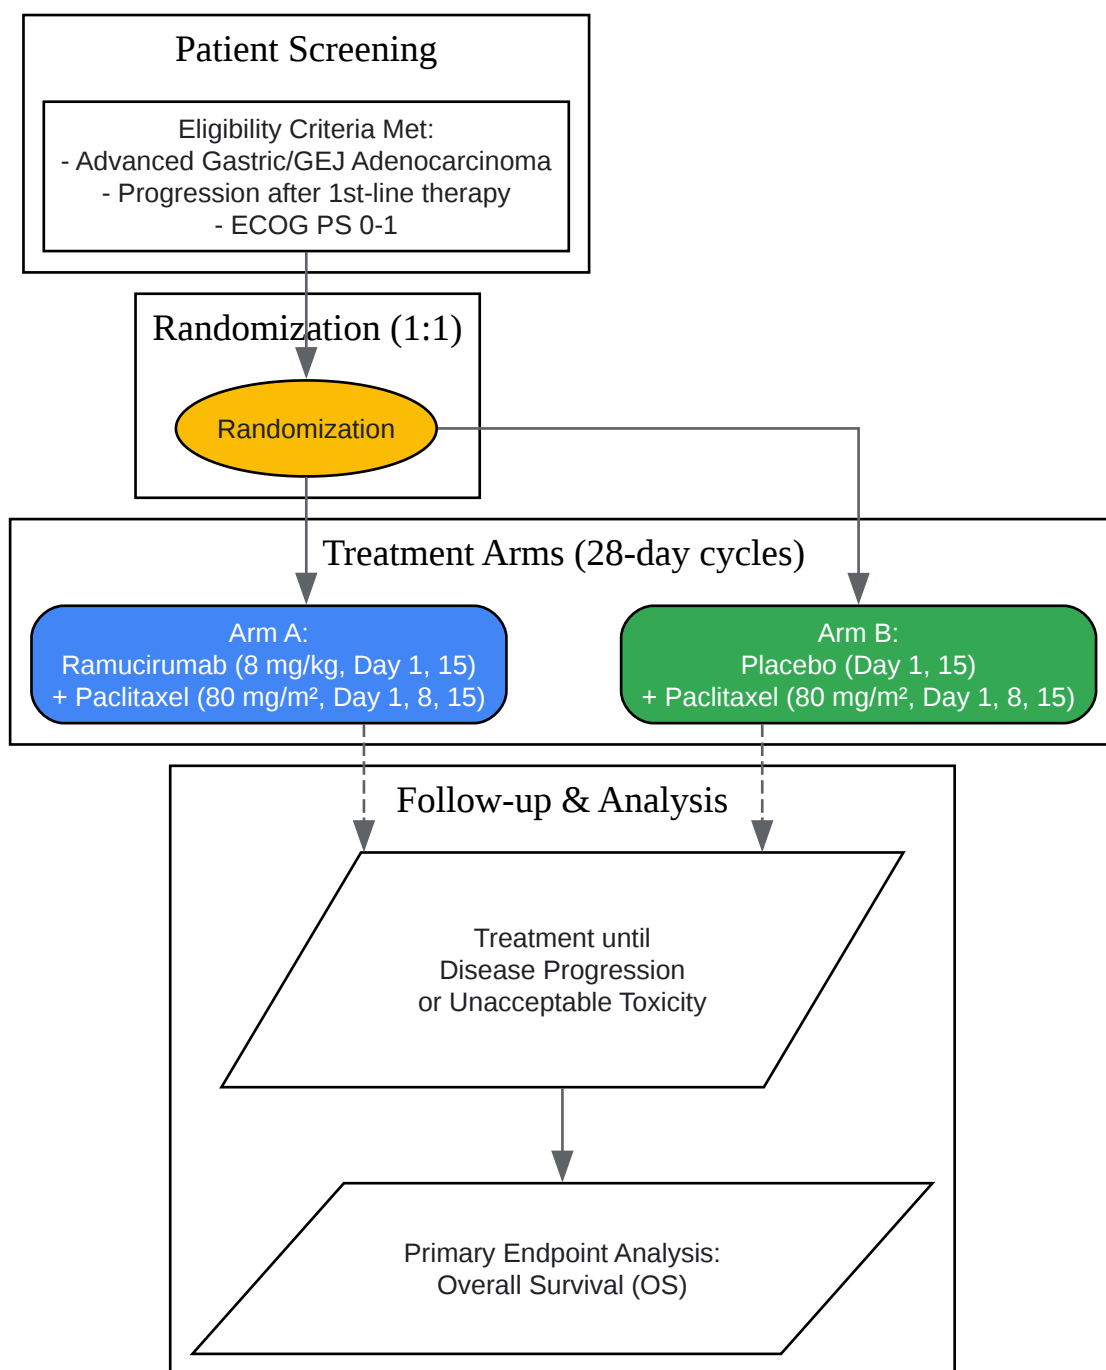 Patient Screening
Eligibility Criteria Met:
- Advanced Gastric/GEJ Adenocarcinoma
- Progression after 1st-line therapy
- ECOG PS 0-1
Randomization (1:1)
Randomization
Treatment Arms (28-day cycles)
Arm A:
Ramucirumab (8 mg/kg, Day 1, 15)
+ Paclitaxel (80 mg/m², Day 1, 8, 15)
Arm B:
Placebo (Day 1, 15)
+ Paclitaxel (80 mg/m², Day 1, 8, 15)
Follow-up & Analysis
Treatment until
Disease Progression
or Unacceptable Toxicity
Primary Endpoint Analysis:
Overall Survival (OS)